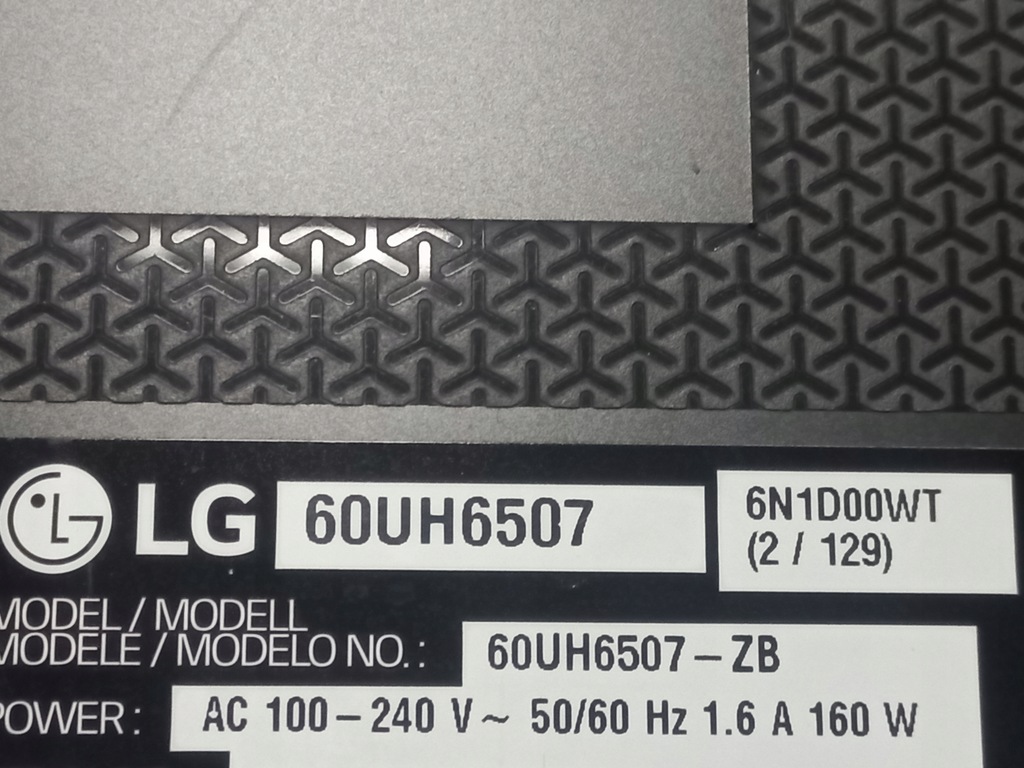 LG 60UH6507 6N1D00WT
(2 / 129)
MODEL / MODELL
MODELE / MODELO NO. : 60UH6507-ZB
POWER : AC 100-240 V~ 50/60 Hz 1.6 A 160 W